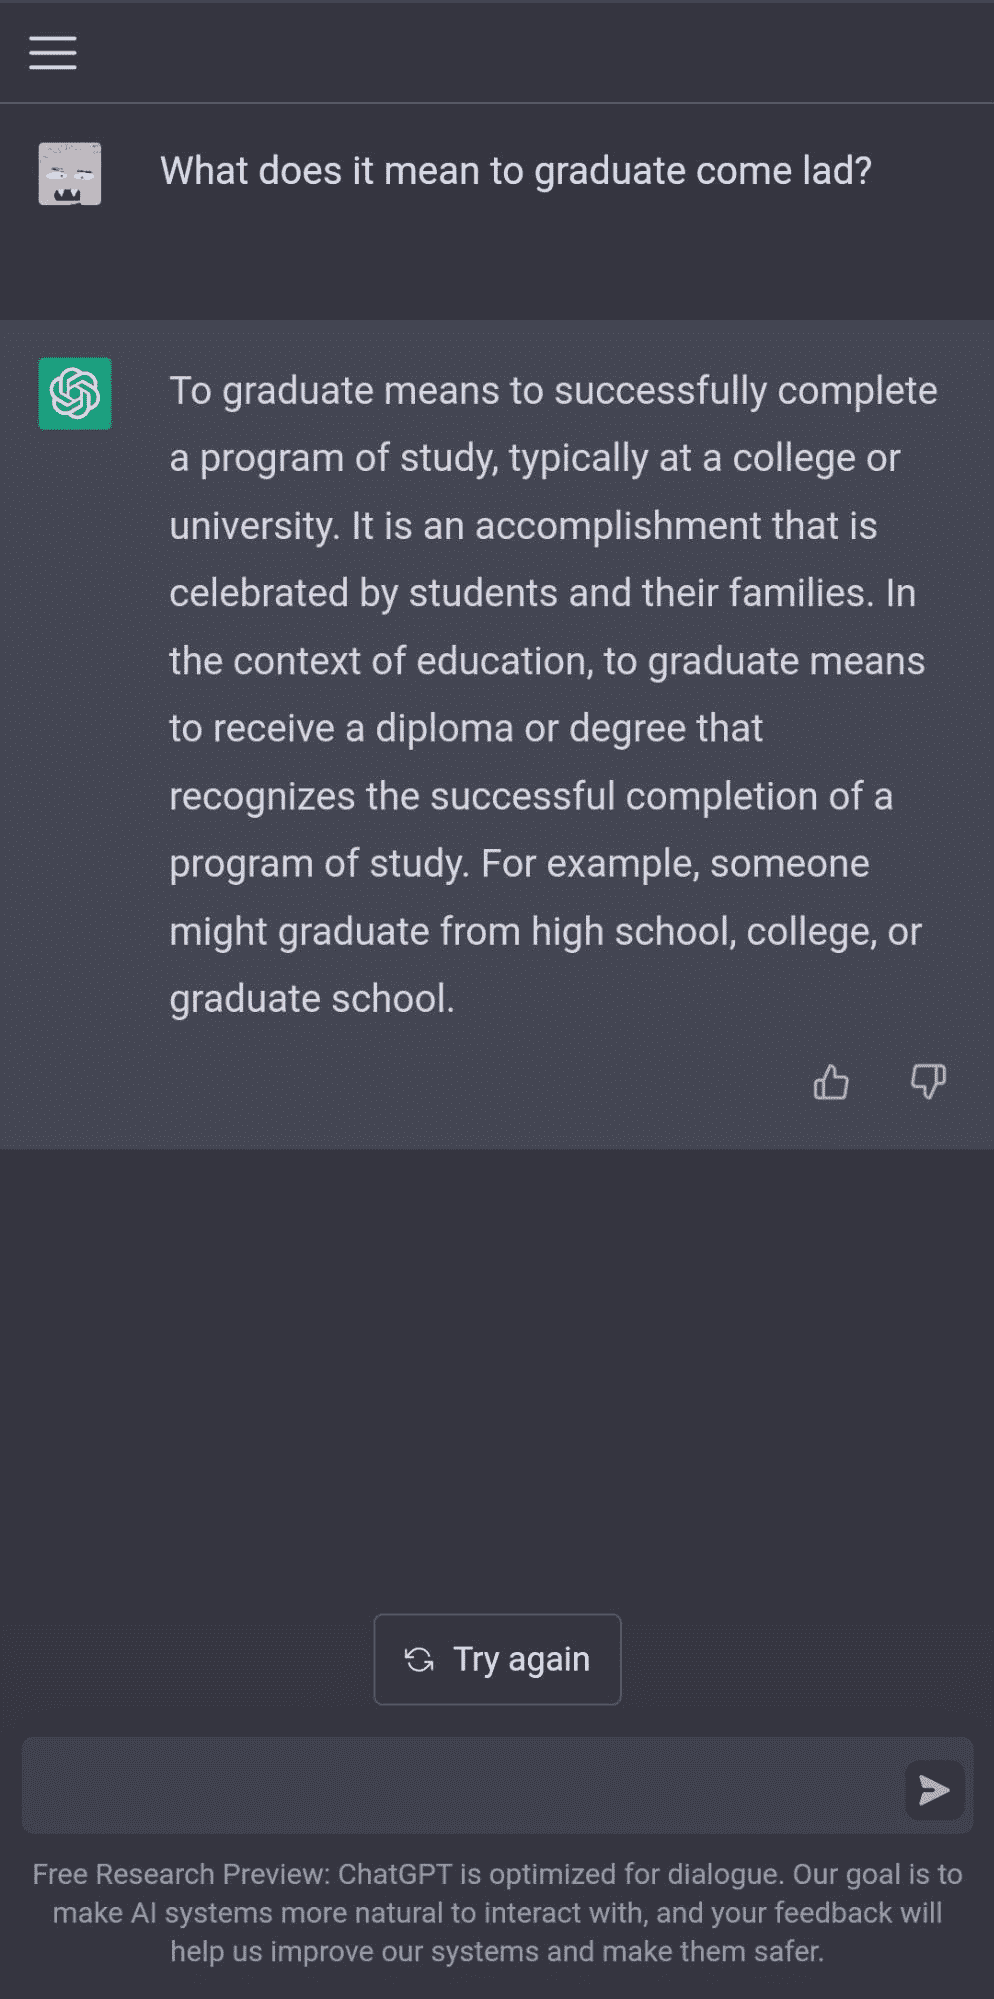 What does it mean to graduate come lad?
To graduate means to successfully complete
a program of study, typically at a college or
university. It is an accomplishment that is
celebrated by students and their families. In
the context of education, to graduate means
to receive a diploma or degree that
recognizes the successful completion of a
program of study. For example, someone
might graduate from high school, college, or
graduate school.
Try again
Free Research Preview: ChatGPT is optimized for dialogue. Our goal is to
make AI systems more natural to interact with, and your feedback will
help us improve our systems and make them safer.